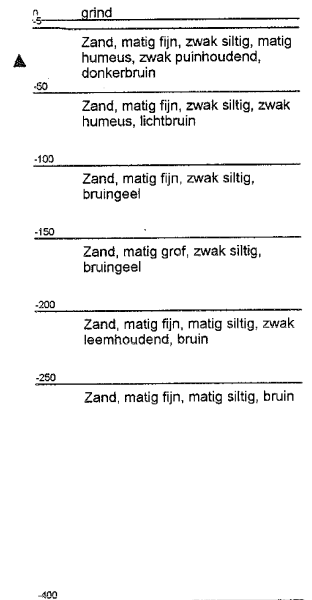 grind
-5
Zand, matig fijn, zwak siltig, matig
humeus, zwak puinhoudend,
donkerbruin
-50
Zand, matig fijn, zwak siltig, zwak
humeus, lichtbruin
-100
Zand, matig fijn, zwak siltig,
bruingeel
-150
Zand, matig grof, zwak siltig,
bruingeel
-200
Zand, matig fijn, matig siltig, zwak
leemhoudend, bruin
-250
Zand, matig fijn, matig siltig, bruin
-400